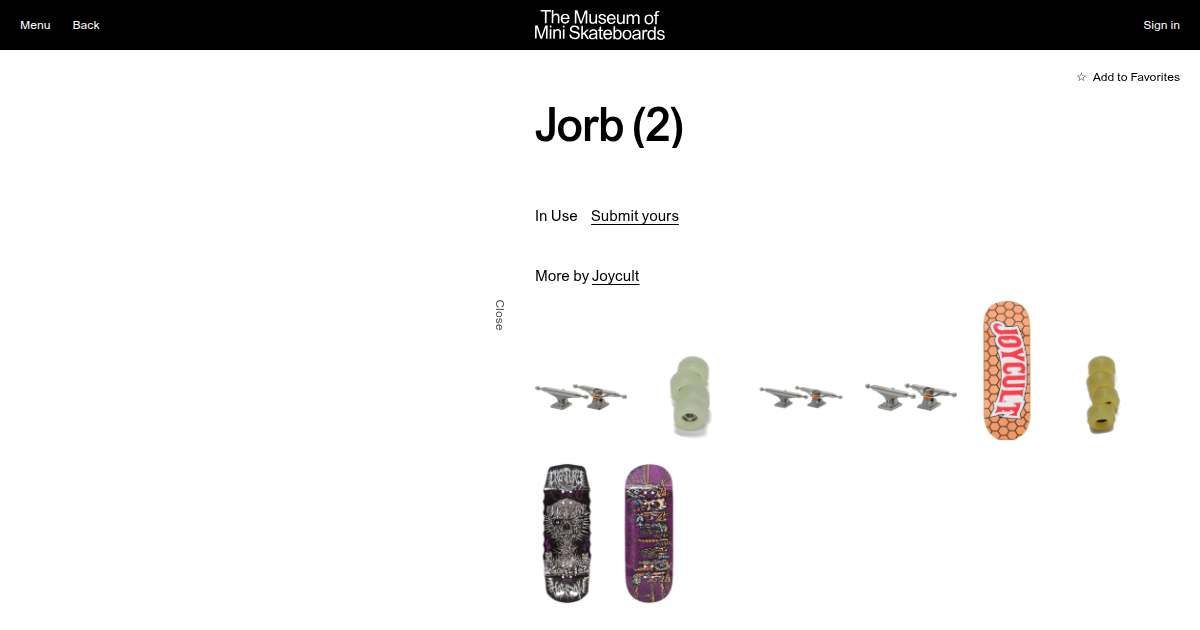 Menu
Back
The Museum of
Mini Skateboards
Sign in
☆ Add to Favorites
Jorb (2)
In Use Submit yours
More by Joycult
Close
JOYCULT